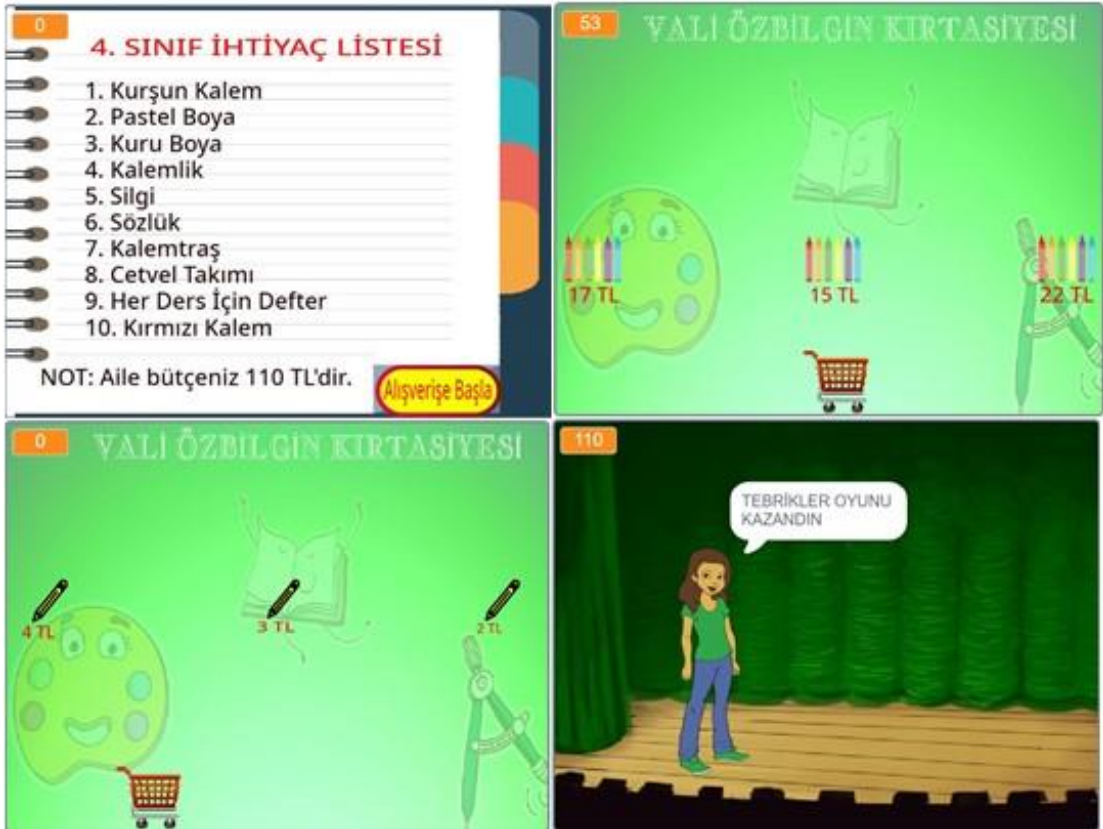 0
4. SINIF İHTİYAÇ LİSTESİ
1. Kurşun Kalem
2. Pastel Boya
3. Kuru Boya
4. Kalemlik
5. Silgi
6. Sözlük
7. Kalemtraş
8. Cetvel Takımı
9. Her Ders İçin Defter
10. Kırmızı Kalem
NOT: Aile bütçeniz 110 TL'dir.
Alışverişe Başla
53
VALİ ÖZBİLGİN KIRTASİYESİ
17 TL
15 TL
22 TL
0
VALİ ÖZBİLGİN KIRTASİYESİ
4 TL
3 TL
2 TL
110
TEBRİKLER OYUNU
KAZANDIN